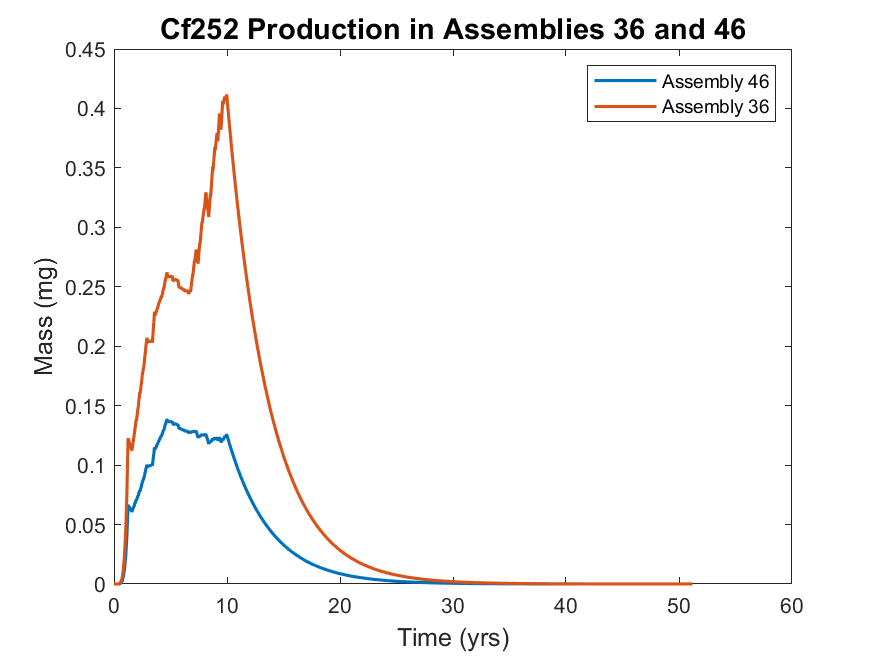 Cf252 Production in Assemblies 36 and 46
0.45
0.4
0.35
0.3
0.25
0.2
0.15
0.1
0.05
0
Mass (mg)
Assembly 46
Assembly 36
0 10 20 30 40 50 60
Time (yrs)